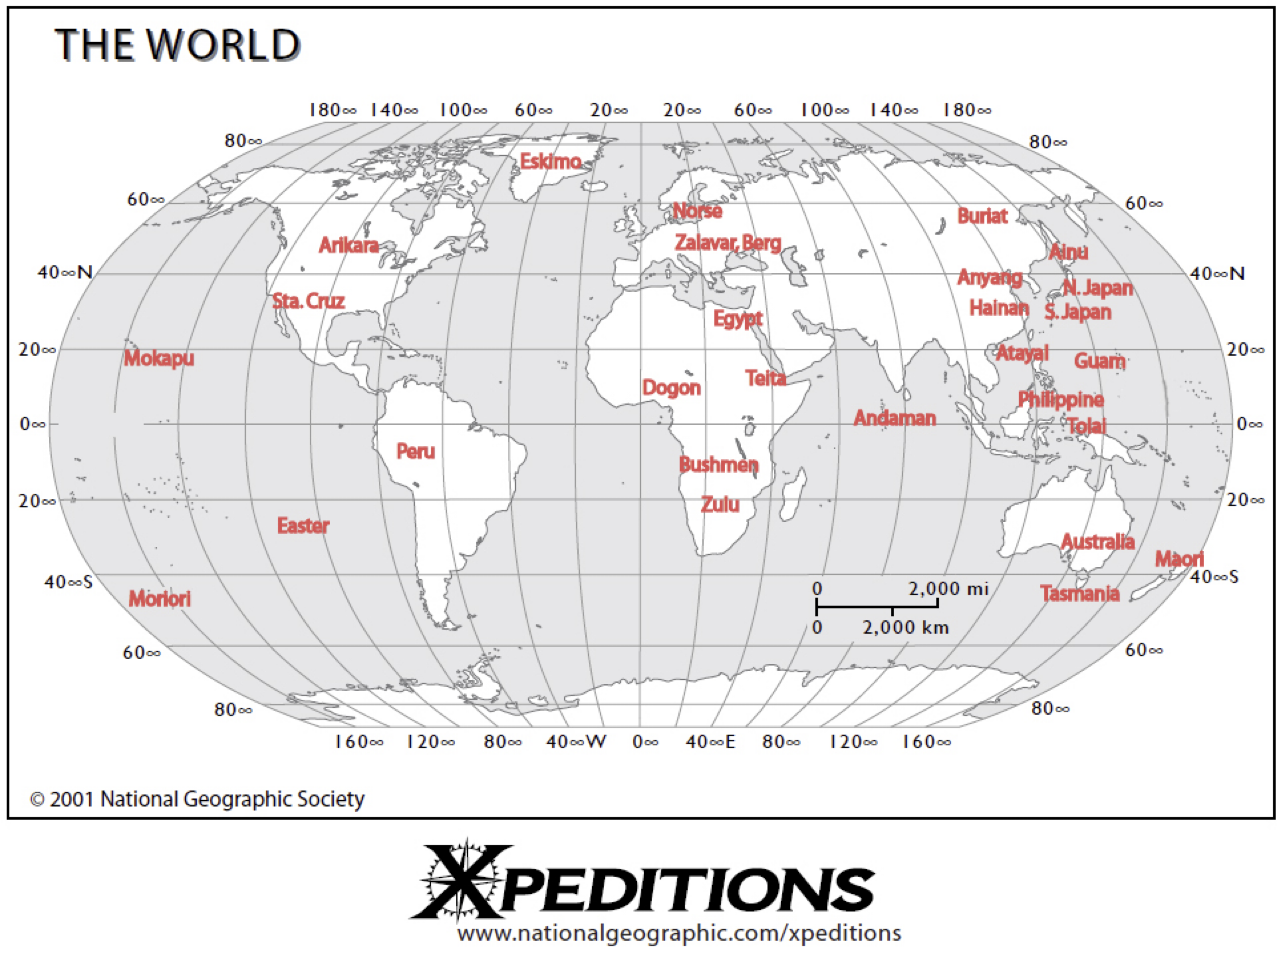 THE WORLD
180∞ 140∞ 100∞ 60∞ 20∞ 20∞ 60∞ 100∞ 140∞ 180∞
80∞ 80∞
Eskimo
60∞ 60∞
Norse Buriat
Arikara Zalavar, Berg Ainu
40∞N Anyang 40∞N
N. Japan
Sta. Cruz Hainan S. Japan
Egypt
20∞ Atayal 20∞
Mokapu Guam
Dogon Teita
Philippine
Andaman
0∞ Tolai 0∞
Peru
Bushmen
20∞ Zulu 20∞
Easter
Australia
Maori
40∞S 40∞S
0 2,000 mi
Moriori Tasmania
0 2,000 km
60∞ 60∞
80∞ 80∞
160∞ 120∞ 80∞ 40∞W 0∞ 40∞E 80∞ 120∞ 160∞
© 2001 National Geographic Society
XPEDITIONS
www.nationalgeographic.com/xpeditions